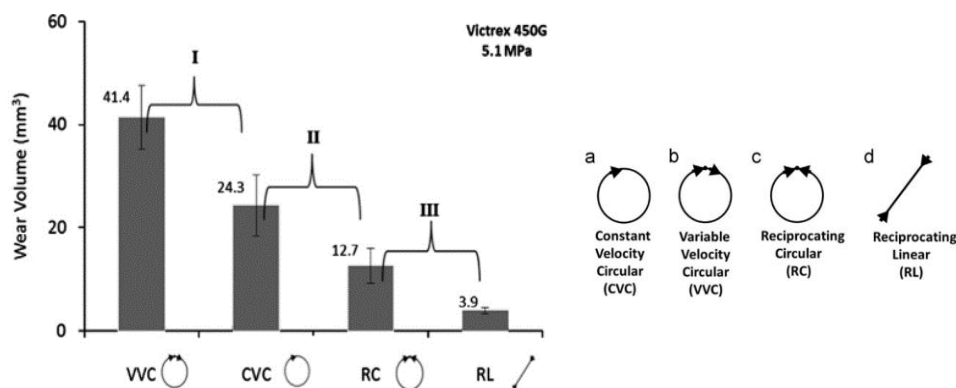 Victrex 450G
5.1 MPa
Wear Volume (mm³)
60
40
20
0
41.4
24.3
12.7
3.9
I
II
III
VVC
CVC
RC
RL
a
b
c
d
Constant
Velocity
Circular
(CVC)
Variable
Velocity
Circular
(VVC)
Reciprocating
Circular
(RC)
Reciprocating
Linear
(RL)